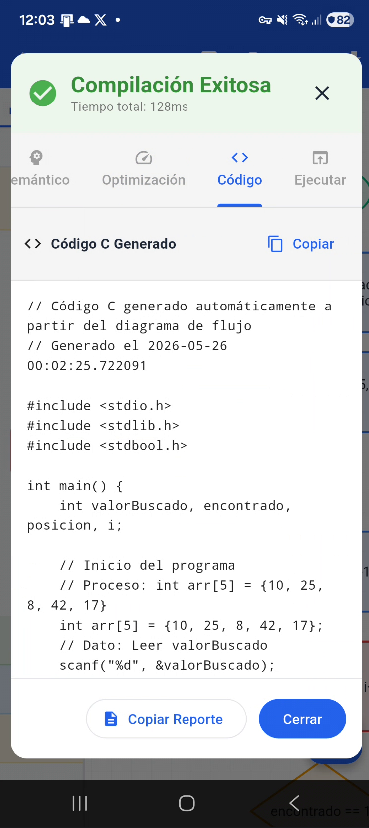 12:03
82
Compilación Exitosa
Tiempo total: 128ms
emántico
Optimización
Código
Ejecutar
Código C Generado
Copiar
// Código C generado automáticamente a
partir del diagrama de flujo
// Generado el 2026-05-26
00:02:25.722091
#include <stdio.h>
#include <stdlib.h>
#include <stdbool.h>
int main() {
int valorBuscado, encontrado,
posicion, i;
// Inicio del programa
// Proceso: int arr[5] = {10, 25,
8, 42, 17}
int arr[5] = {10, 25, 8, 42, 17};
// Dato: Leer valorBuscado
scanf("%d", &valorBuscado);
Copiar Reporte
Cerrar
encontrado == 1